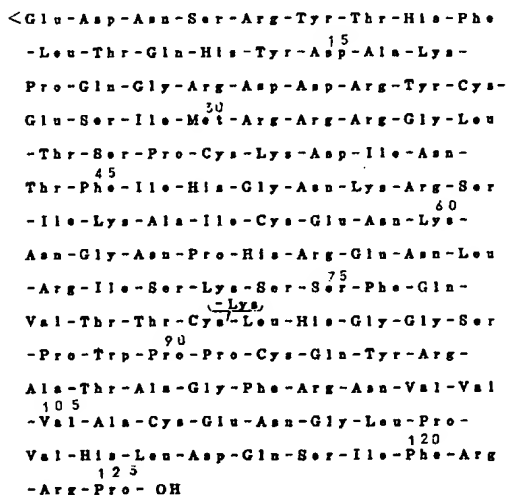 <Glu-Asp-Asn-Ser-Arg-Tyr-Thr-His-Phe
15
-Leu-Thr-Gln-His-Tyr-Asp-Ala-Lys-
Pro-Gln-Gly-Arg-Asp-Asp-Arg-Tyr-Cys-
30
Glu-Ser-Ile-Met-Arg-Arg-Arg-Gly-Leu
-Thr-Ser-Pro-Cys-Lys-Asp-Ile-Asn-
45
Thr-Phe-Ile-His-Gly-Asn-Lys-Arg-Ser
60
-Ile-Lys-Ala-Ile-Cys-Glu-Asn-Lys-
Asn-Gly-Asn-Pro-His-Arg-Gln-Asn-Leu
75
-Arg-Ile-Ser-Lys-Ser-Ser-Phe-Gln-
-Lys
Val-Thr-Thr-Cys-Leu-His-Gly-Gly-Ser
90
-Pro-Trp-Pro-Pro-Cys-Gln-Tyr-Arg-
Ala-Thr-Ala-Gly-Phe-Arg-Asn-Val-Val
105
-Val-Ala-Cys-Glu-Asn-Gly-Leu-Pro-
120
Val-His-Leu-Asp-Gln-Ser-Ile-Phe-Arg
125
-Arg-Pro-OH